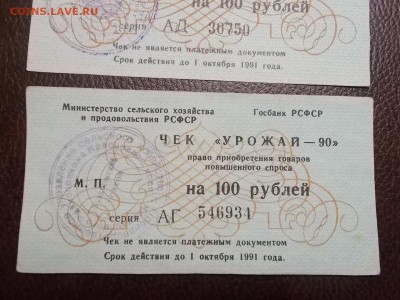 COINS.LAVE.RU
на 100 рублей
серия АД 30750
Чек не является платежным документом
Срок действия до 1 октября 1991 года.
Министерство сельского хозяйства
и продовольствия РСФСР
Госбанк РСФСР
ЧЕК «УРОЖАЙ—90»
право приобретения товаров
повышенного спроса
М. П.
на 100 рублей
серия АГ 546934
Чек не является платежным документом
Срок действия до 1 октября 1991 года.